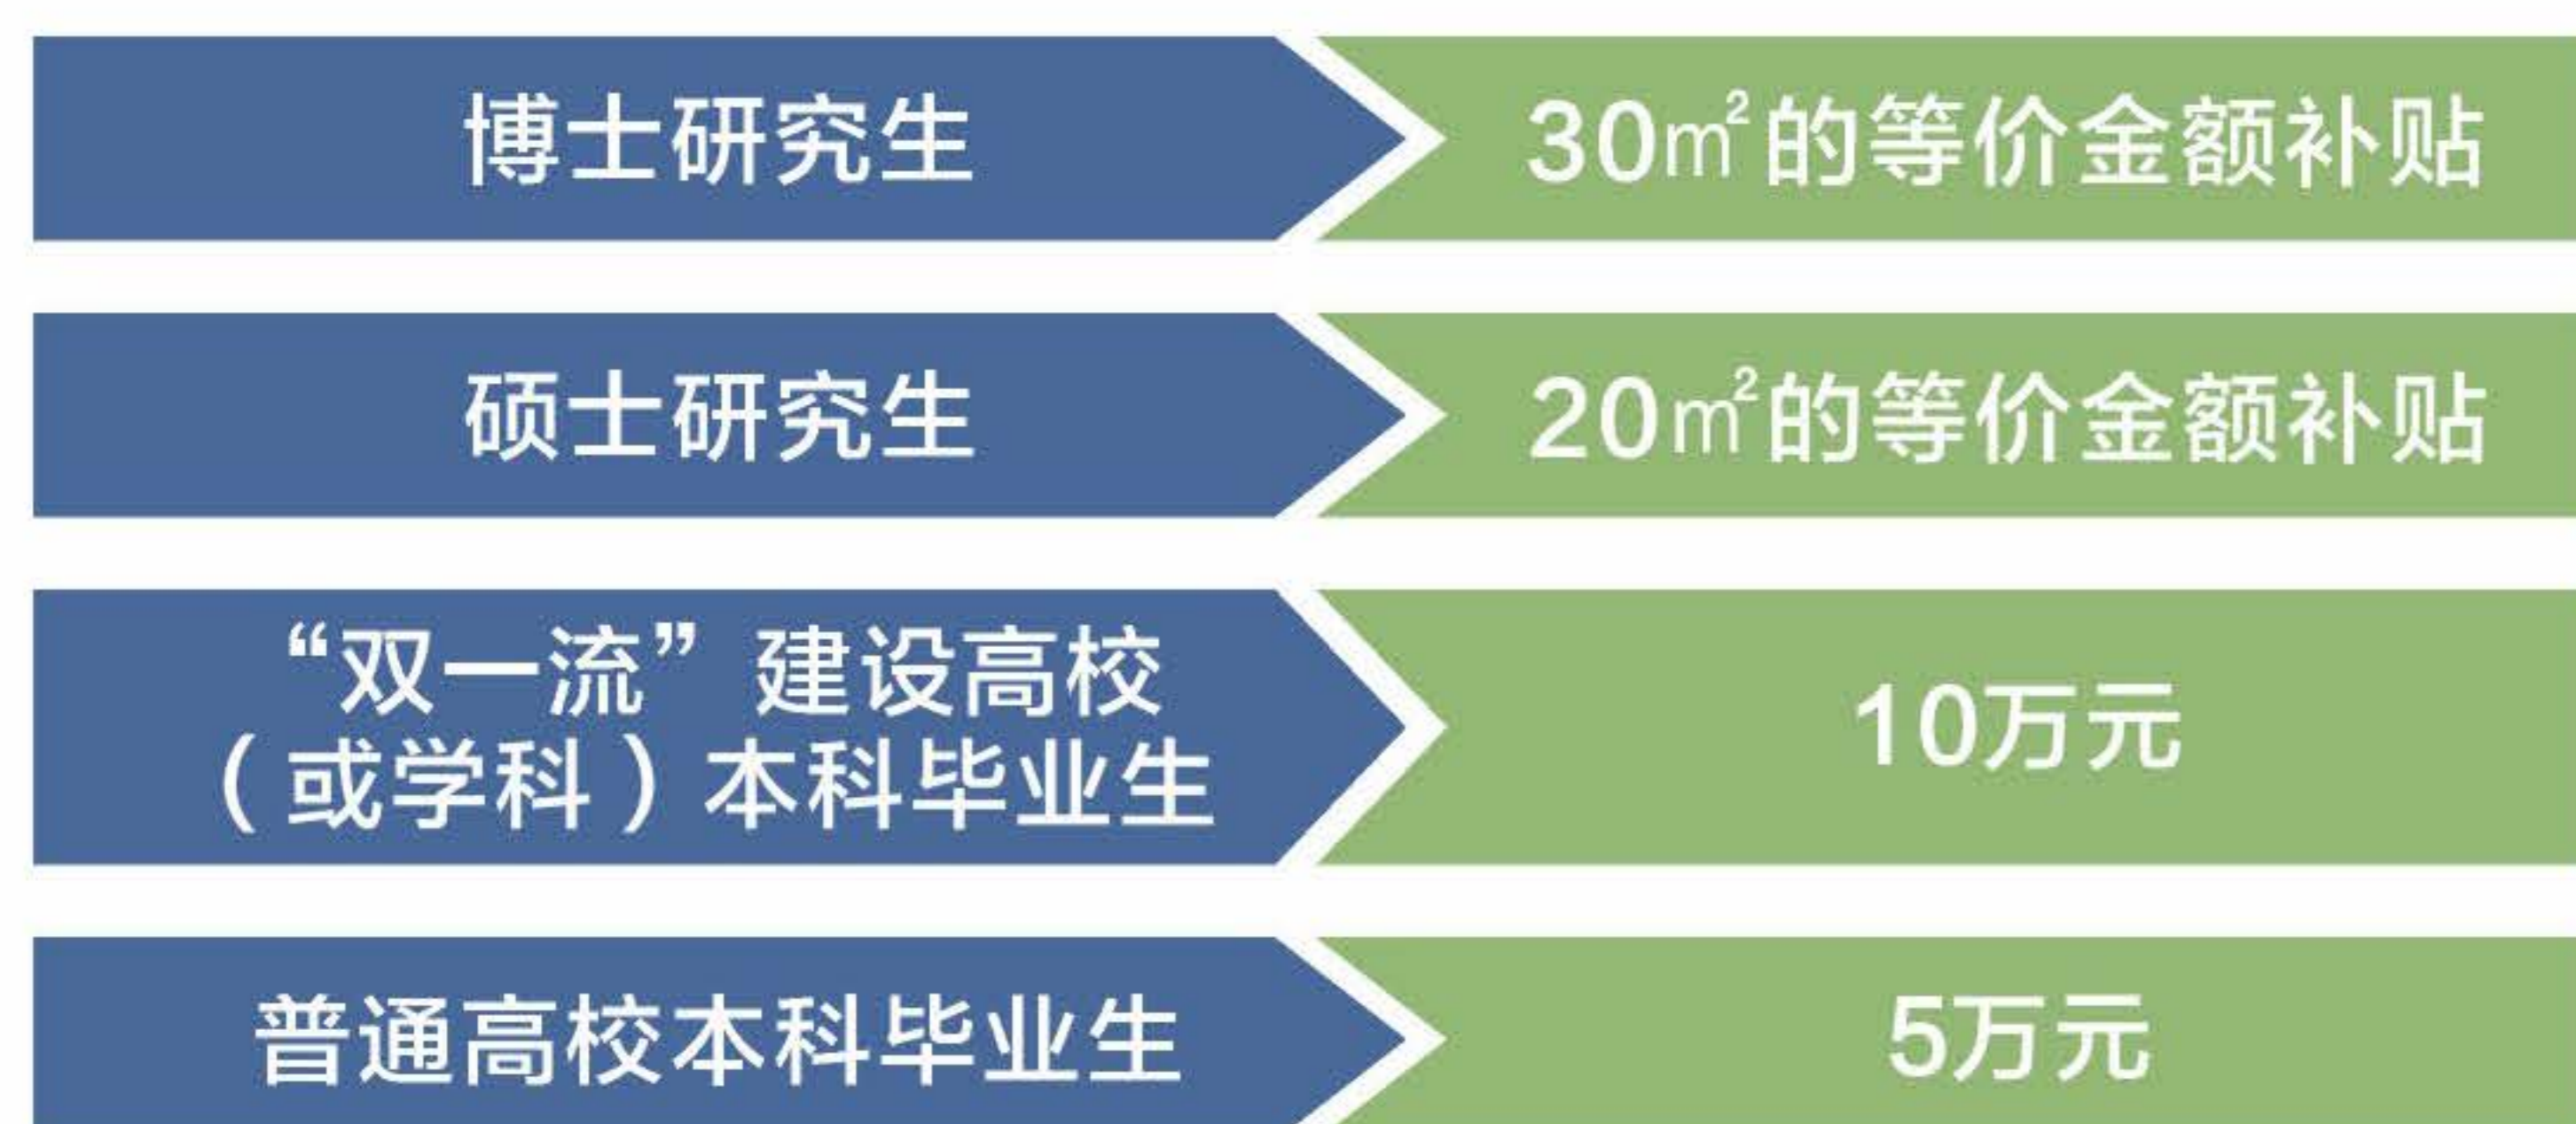 博士研究生
30㎡的等价金额补贴
硕士研究生
20㎡的等价金额补贴
“双一流”建设高校
（或学科）本科毕业生
10万元
普通高校本科毕业生
5万元